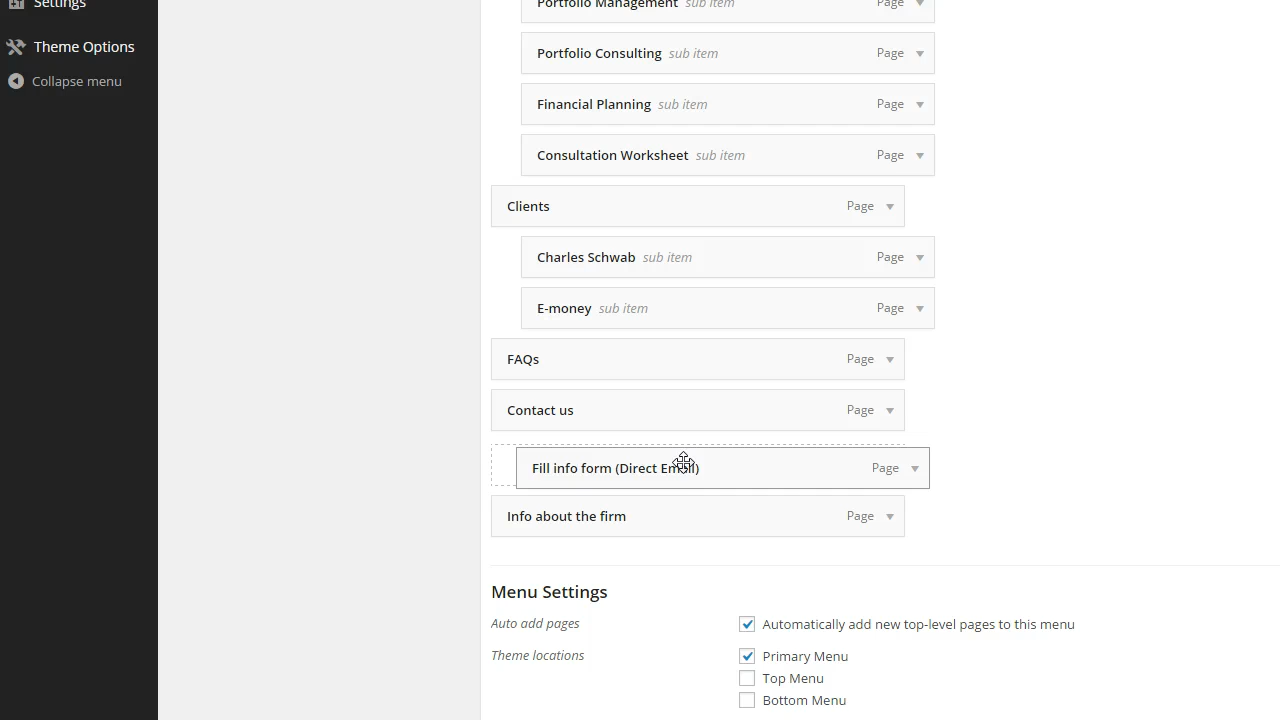 Settings
Theme Options
Collapse menu
Portfolio Management sub item Page
Portfolio Consulting sub item Page
Financial Planning sub item Page
Consultation Worksheet sub item Page
Clients Page
Charles Schwab sub item Page
E-money sub item Page
FAQs Page
Contact us Page
Fill info form (Direct Email) Page
Info about the firm Page
Menu Settings
Auto add pages Automatically add new top-level pages to this menu
Theme locations Primary Menu
Top Menu
Bottom Menu